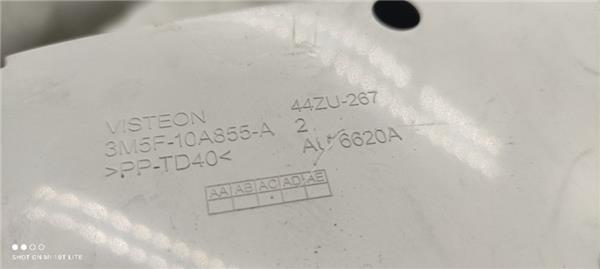 VISTEON
3M5F-10A855-A
>PP-TD40<
44ZU-267
2
6620A
AA AB AC AD AE
SHOT ON MI 10T LITE